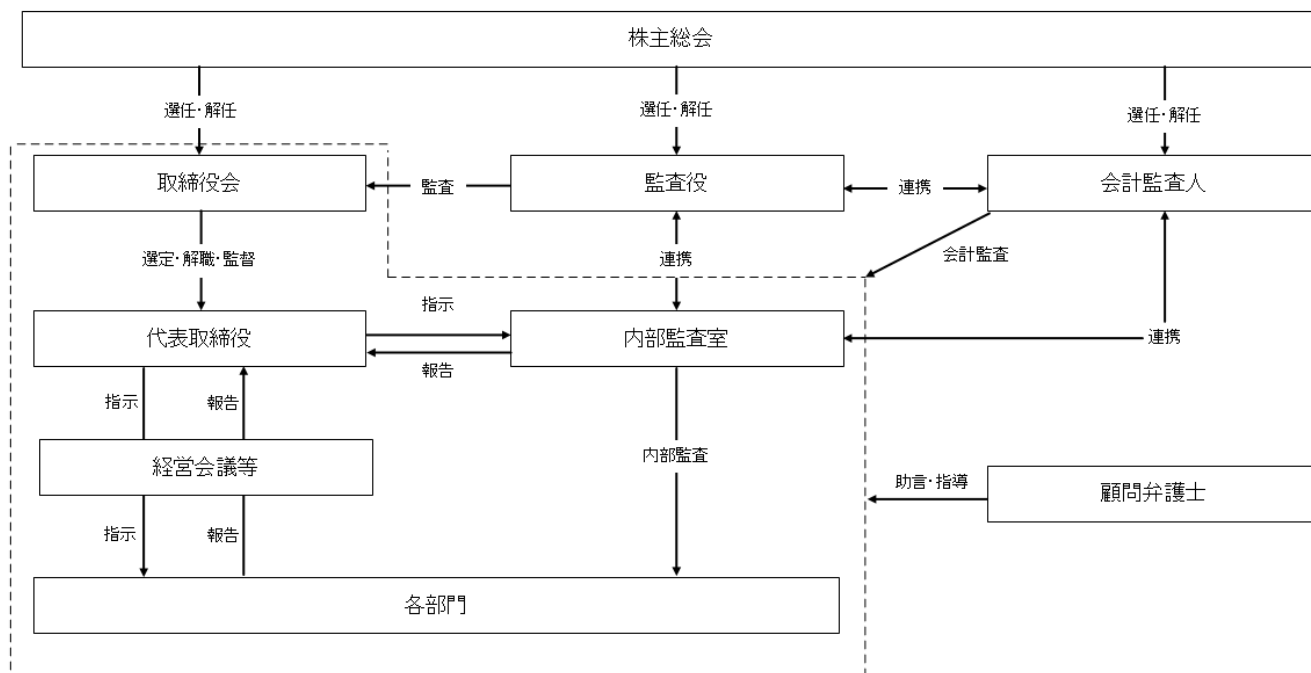 株主総会
選任・解任
選任・解任
選任・解任
取締役会
監査
監査役
連携
会計監査人
選定・解職・監督
連携
会計監査
代表取締役
指示
報告
内部監査室
連携
指示
報告
経営会議等
内部監査
指示
報告
助言・指導
顧問弁護士
各部門